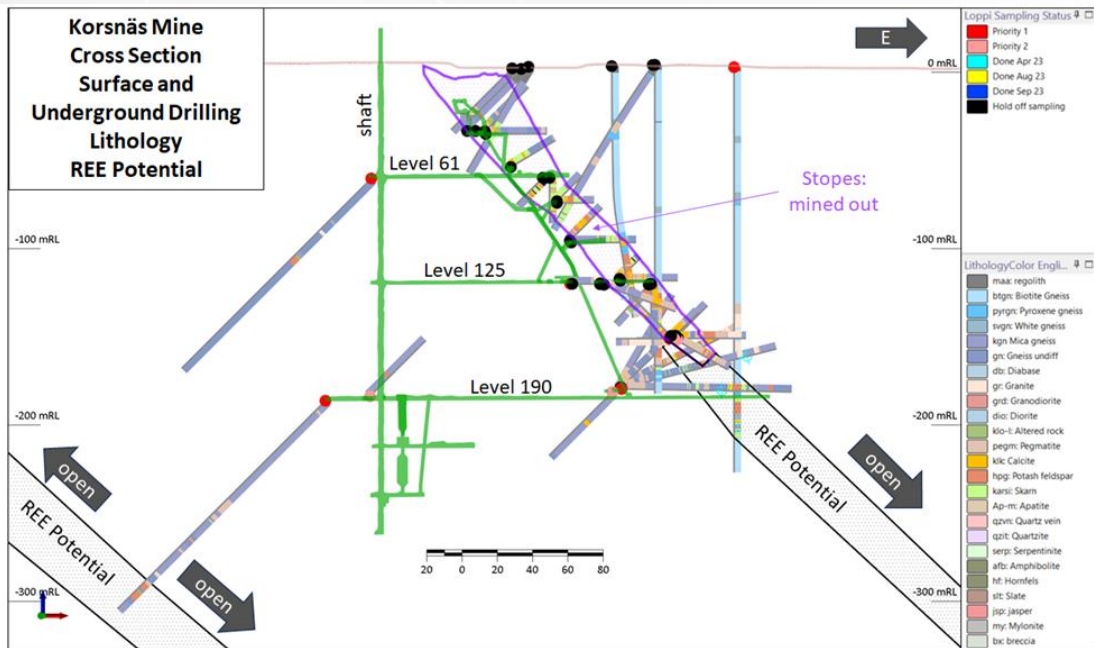 Korsnäs Mine
Cross Section
Surface and
Underground Drilling
Lithology
REE Potential
E
0 mRL
shaft
Level 61
Stopes:
mined out
-100 mRL
-100 mRL
Level 125
Level 190
-200 mRL
-200 mRL
open
REE Potential
open
REE Potential
open
20 0 20 40 60 80
-300 mRL
-300 mRL
Loppi Sampling Status
Priority 1
Priority 2
Done Apr 23
Done Aug 23
Done Sep 23
Hold off sampling
LithologyColor Engli...
maa: regolith
btgn: Biotite Gneiss
pyrgn: Pyroxene gneiss
svgn: White gneiss
kgn Mica gneiss
gn: Gneiss undiff
db: Diabase
gr: Granite
grd: Granodiorite
dio: Diorite
klo-l: Altered rock
pegm: Pegmatite
klk: Calcite
hpg: Potash feldspar
karsi: Skarn
Ap-m: Apatite
qzvn: Quartz vein
qzit: Quartzite
serp: Serpentinite
afb: Amphibolite
hf: Hornfels
slt: Slate
jsp: jasper
my: Mylonite
bx: breccia